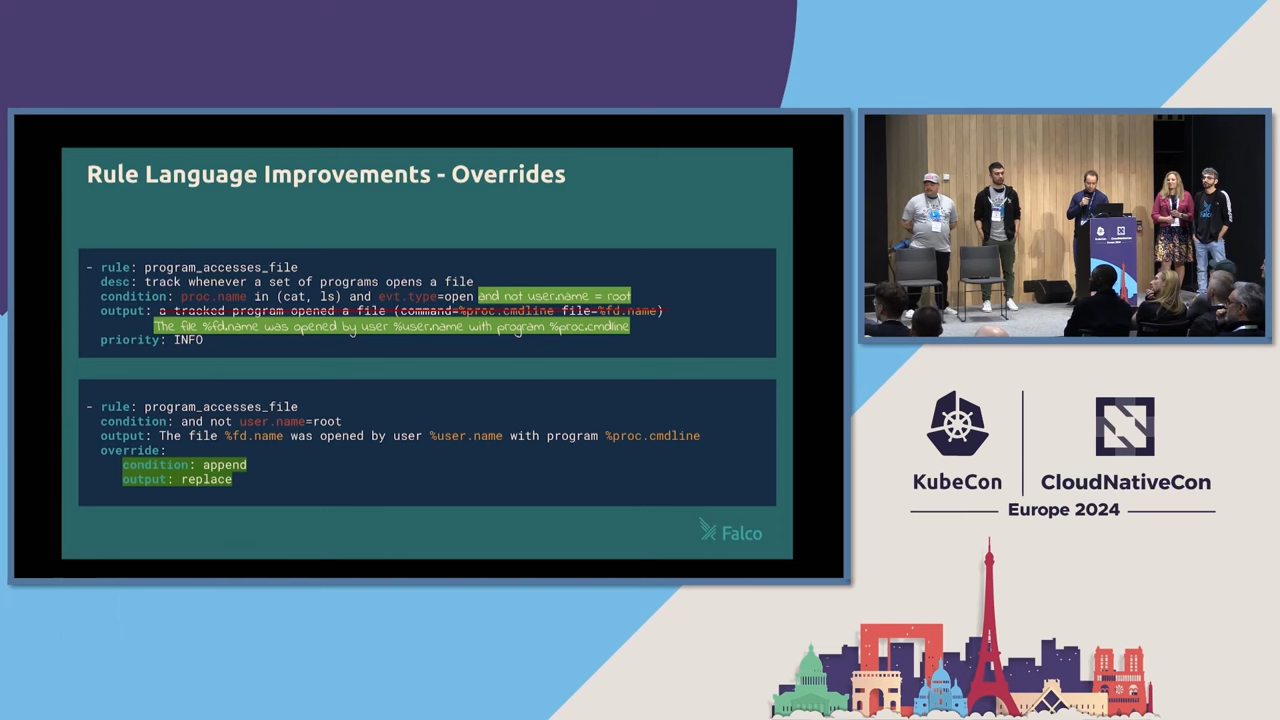 Rule Language Improvements - Overrides
- rule: program_accesses_file
desc: track whenever a set of programs opens a file
condition: proc.name in (cat, ls) and evt.type=open and not user.name = root
output: a tracked program opened a file (command=%proc.cmdline file=%fd.name)
The file %fd.name was opened by user %user.name with program %proc.cmdline
priority: INFO
- rule: program_accesses_file
condition: and not user.name=root
output: The file %fd.name was opened by user %user.name with program %proc.cmdline
override:
condition: append
output: replace
Falco
KubeCon
CloudNativeCon
Falco
KubeCon
CloudNativeCon
Europe 2024